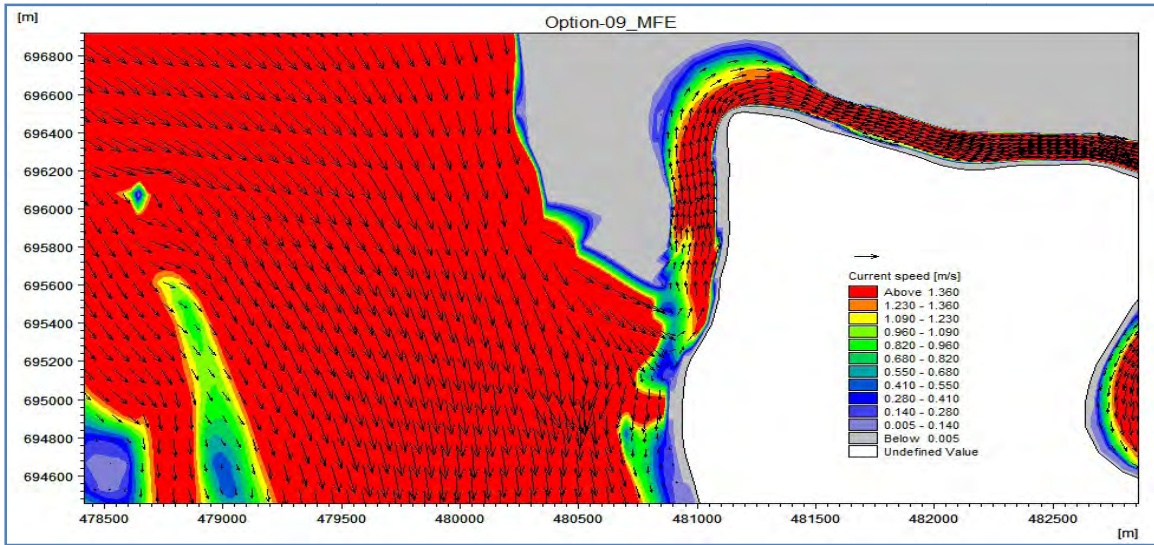 [m]
Option-09_MFE
696800
696600
696400
696200
696000
695800
695600
695400
695200
695000
694800
694600
Current speed [m/s]
Above 1.360
1.230 - 1.360
1.090 - 1.230
0.960 - 1.090
0.820 - 0.960
0.680 - 0.820
0.550 - 0.680
0.410 - 0.550
0.280 - 0.410
0.140 - 0.280
0.005 - 0.140
Below 0.005
Undefined Value
478500 479000 479500 480000 480500 481000 481500 482000 482500
[m]